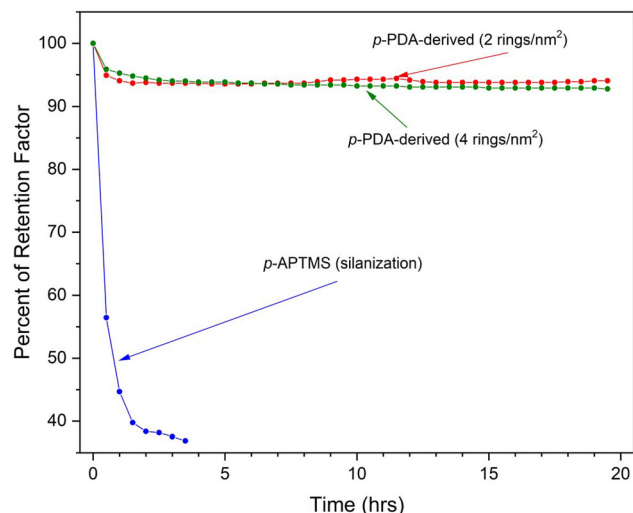 100
90
80
70
60
50
40
Percent of Retention Factor
p-PDA-derived (2 rings/nm²)
p-PDA-derived (4 rings/nm²)
p-APTMS (silanization)
0
5
10
15
20
Time (hrs)